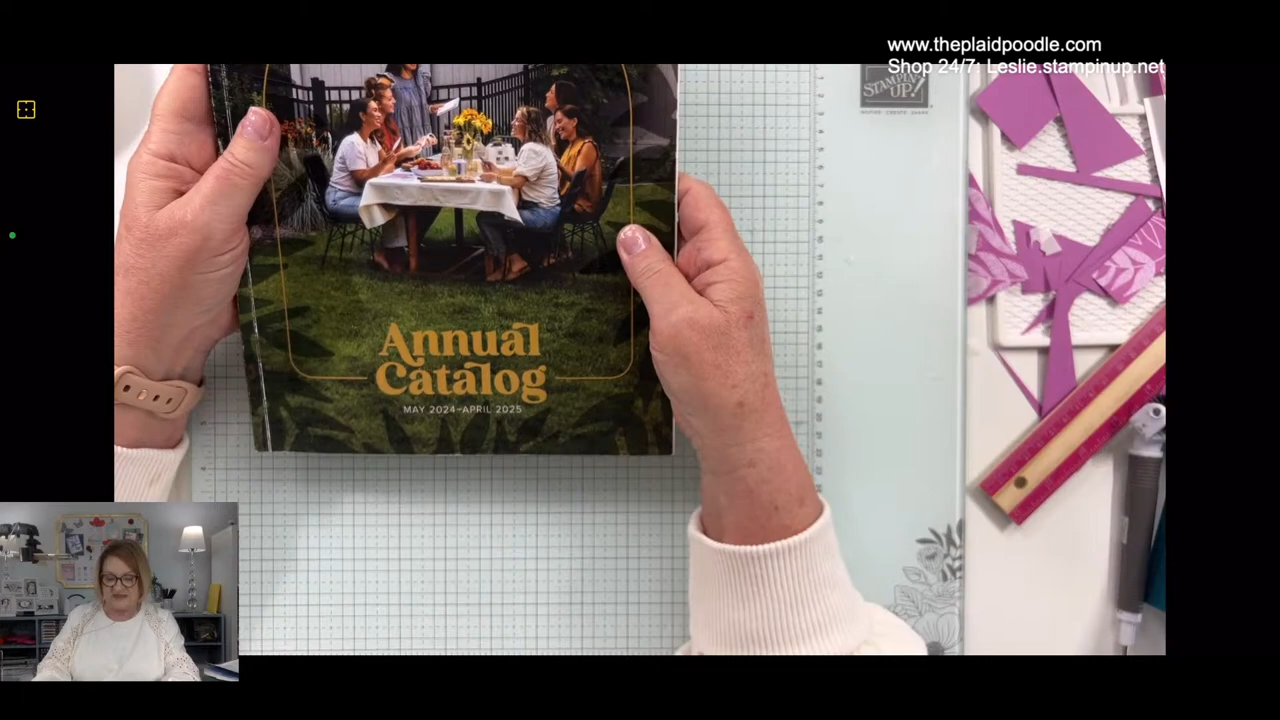 www.theplaidpoodle.com
Shop 24/7: Leslie.stampinup.net
STAMPIN'
UP!
Annual
Catalog
MAY 2024–APRIL 2025